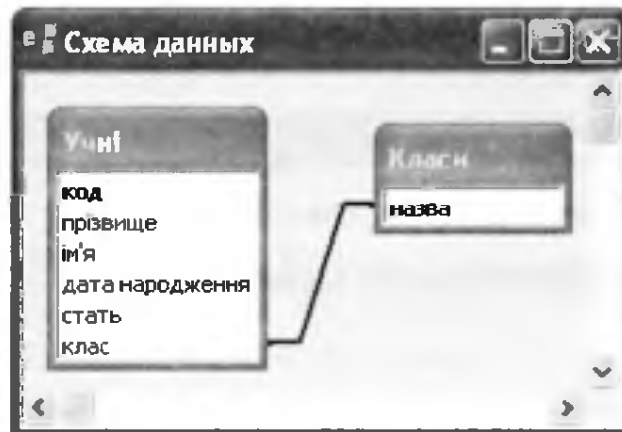 Схема данных
Учні
код
прізвище
ім'я
дата народження
стать
клас
Класи
назва